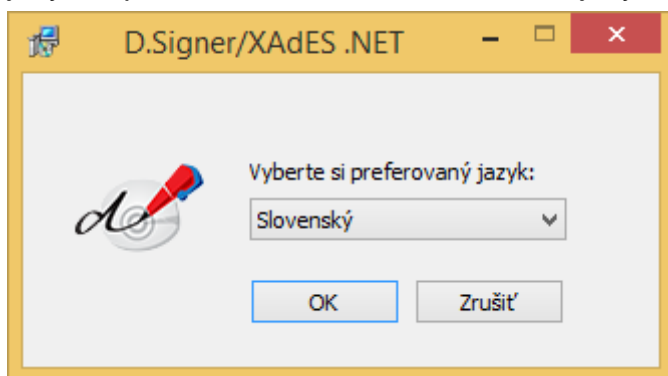 D.Signer/XAdES .NET
Vyberte si preferovaný jazyk:
Slovenský
OK
Zrušiť